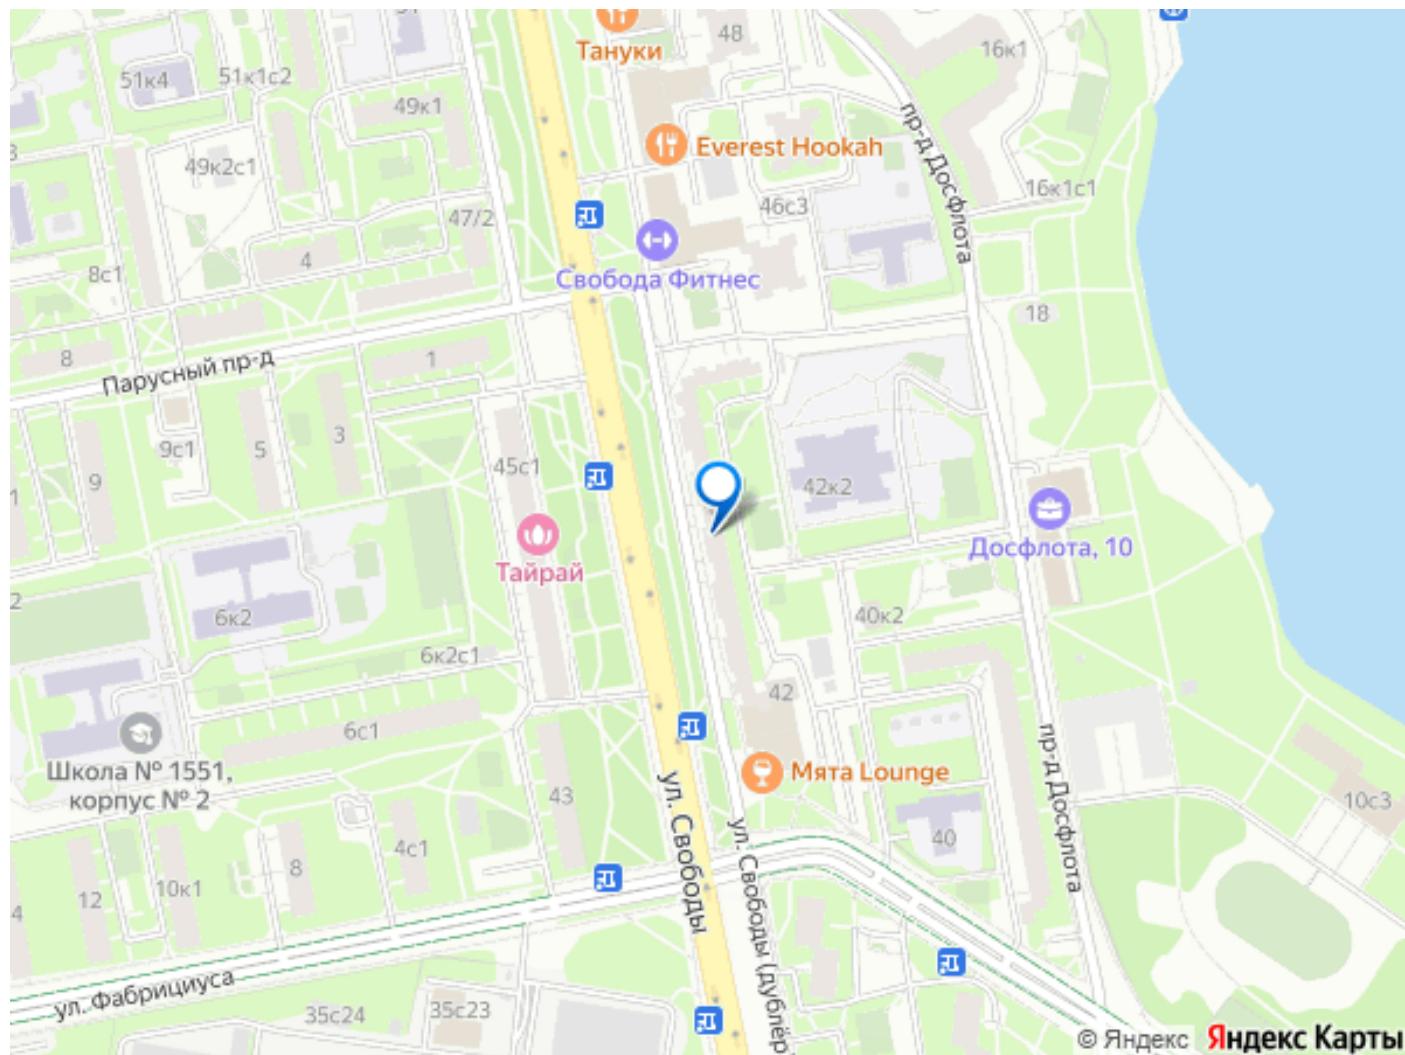 Тануки
48
16к1
51к4
51к1с2
49к1
Everest Hookah
пр-д Досфлота
49к2с1
16к1с1
46с3
47/2
4
8с1
Свобода Фитнес
18
8
Парусный пр-д
1
3
5
9с1
9
45с1
42к2
Досфлота, 10
Тайрай
2
6к2
40к2
6к2с1
42
6с1
Школа № 1551,
корпус № 2
Мята Lounge
пр-д Досфлота
ул. Свободы
43
10с3
40
ул. Свободы (дублёр
4с1
8
10к1
12
4
ул. Фабрициуса
35с24
35с23
© Яндекс Яндекс Карты